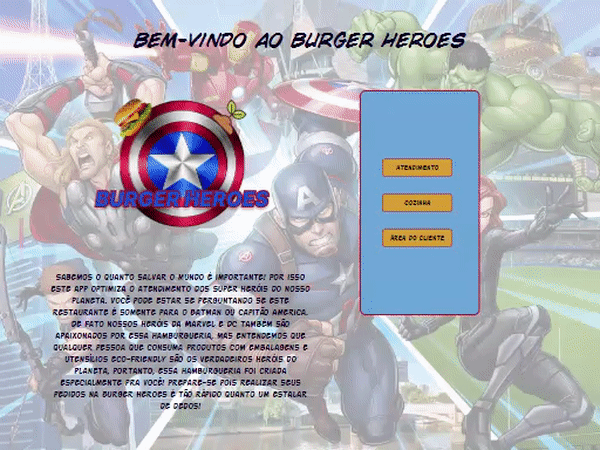 BEM-VINDO AO BURGER HEROES
BURGER HEROES
ATENDIMENTO
COZINHA
ÁREA DO CLIENTE
SABEMOS O QUANTO SALVAR O MUNDO É IMPORTANTE! POR ISSO
ESTE APP OPTIMIZA O ATENDIMENTO DOS SUPER HERÓIS DO NOSSO
PLANETA. VOCÊ PODE ESTAR SE PERGUNTANDO SE ESTE
RESTAURANTE É SOMENTE PARA O BATMAN OU CAPITÃO AMERICA.
DE FATO NOSSOS HERÓIS DA MARVEL E DC TAMBÉM SÃO
APAIXONADOS POR ESSA HAMBURGUERIA, MAS ENTENDEMOS QUE
QUALQUER PESSOA QUE CONSUMA PRODUTOS COM EMBALAGENS E
UTENSÍLIOS ECO-FRIENDLY SÃO OS VERDADEIROS HERÓIS DO
PLANETA, PORTANTO, ESSA HAMBURGUERIA FOI CRIADA
ESPECIALMENTE PRA VOCÊ! PREPARE-SE POIS REALIZAR SEUS
PEDIDOS NA BURGER HEROES E TÃO RÁPIDO QUANTO UM ESTALAR
DE DEDOS!
A